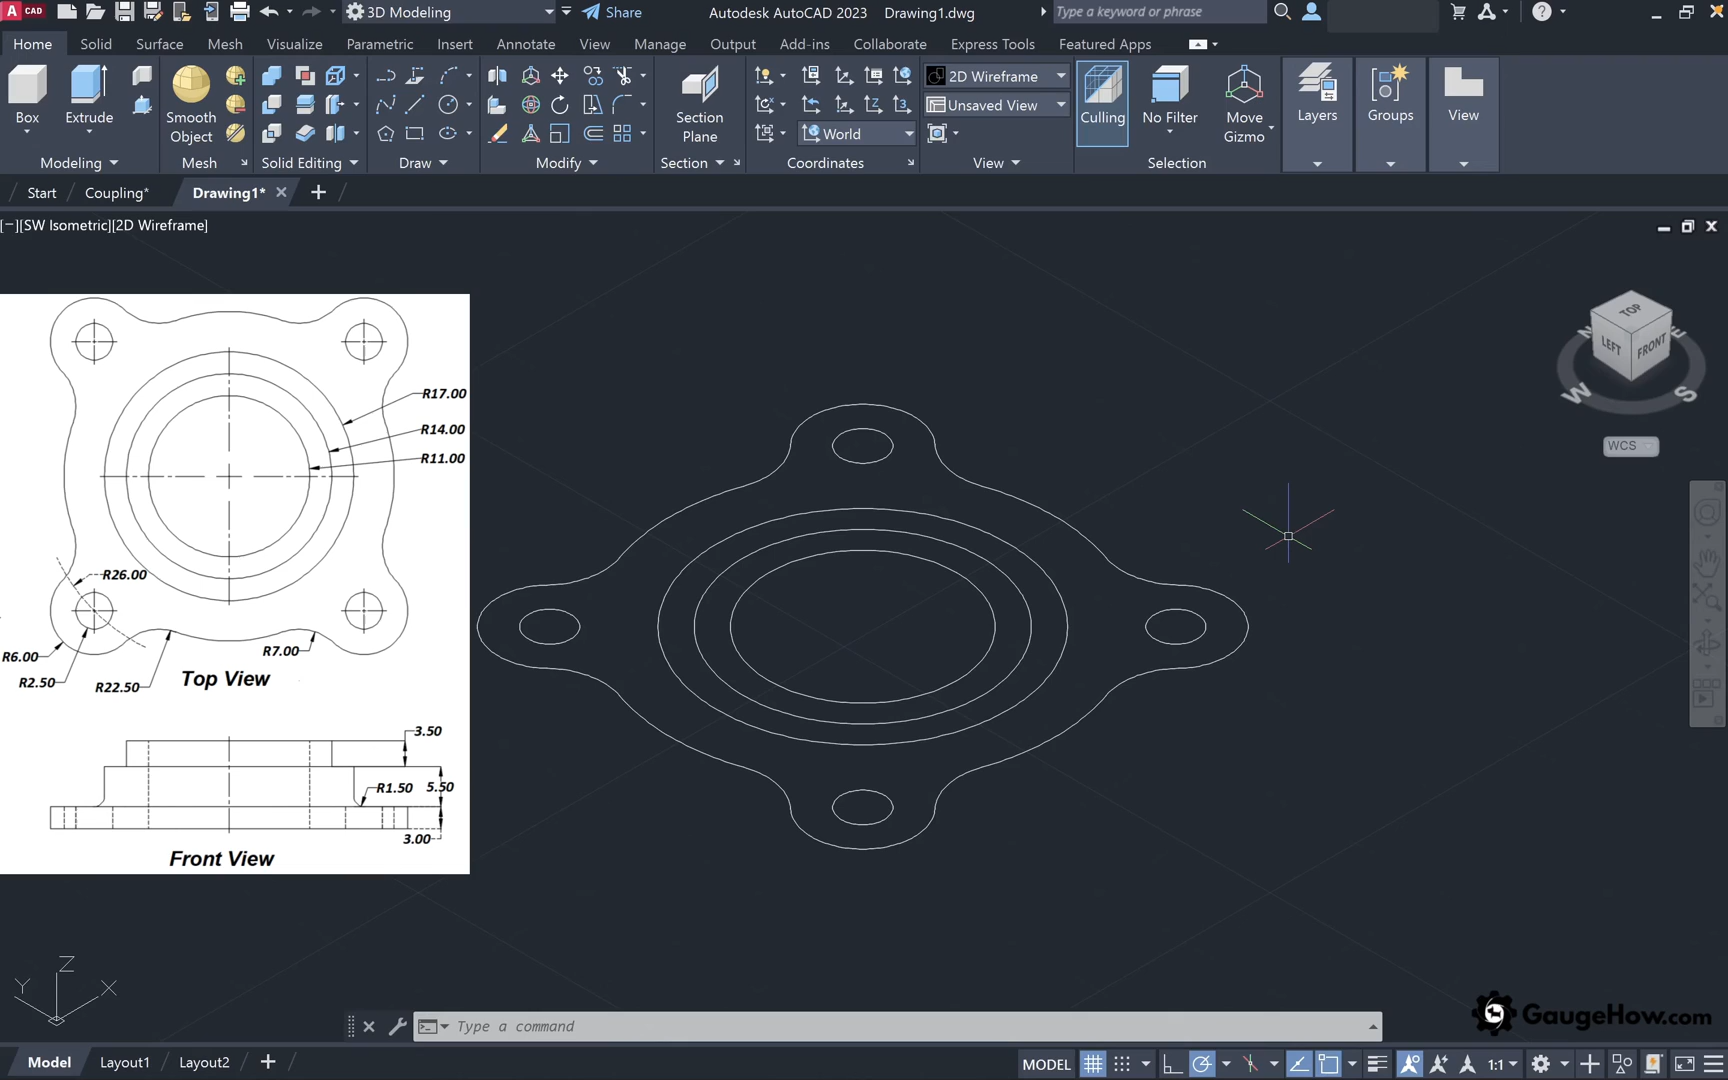 CAD
3D Modeling
Share
Autodesk AutoCAD 2023 Drawing1.dwg
Type a keyword or phrase
Home Solid Surface Mesh Visualize Parametric Insert Annotate View Manage Output Add-ins Collaborate Express Tools Featured Apps
Box
Extrude
Smooth Object
Section Plane
World
2D Wireframe
Unsaved View
Culling
No Filter
Move Gizmo
Layers
Groups
View
Modeling
Mesh
Solid Editing
Draw
Modify
Section
Coordinates
View
Selection
Start
Coupling*
Drawing1*
[−][SW Isometric][2D Wireframe]
TOP
LEFT
FRONT
W
S
WCS
R17.00
R14.00
R11.00
R26.00
R6.00
R2.50
R22.50
R7.00
Top View
3.50
R1.50
5.50
3.00
Front View
Z
Y
X
Type a command
GaugeHow.com
Model Layout1 Layout2
MODEL
1:1